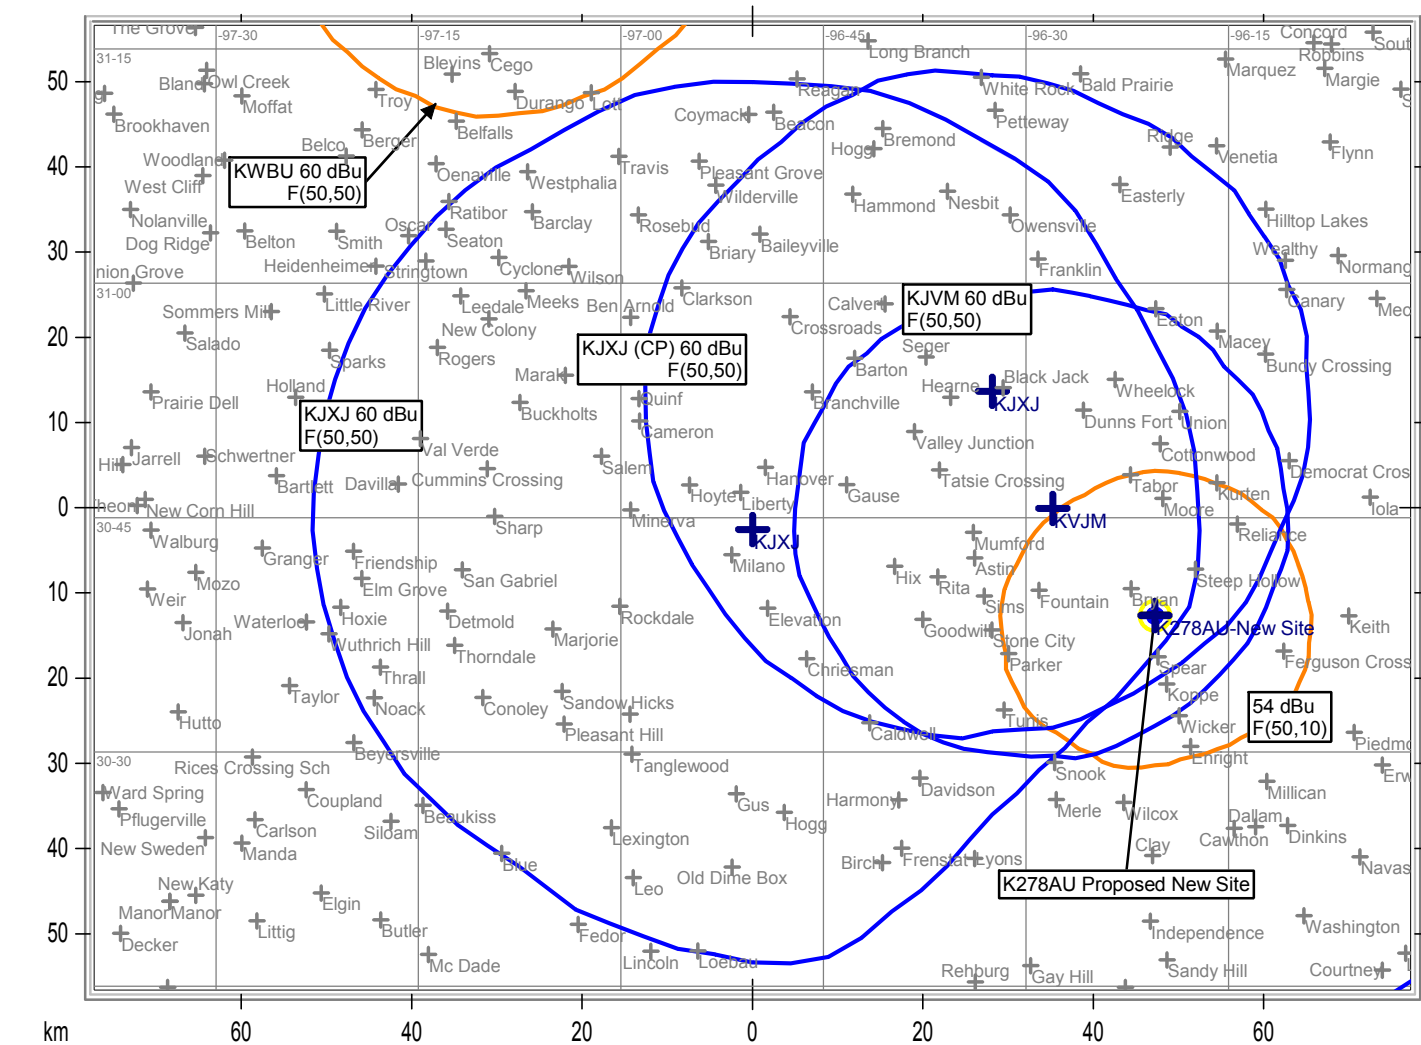 The Grove
-97-30
-97-15
-97-00
-96-45
-96-30
-96-15
Concord
Long Branch
Robbins
31-15
Blevins
Cego
Marquez
Margie
50
Owl Creek
Reagan
White Rock
Bald Prairie
Troy
Durango
Lott
Moffat
Coymack
Beacon
Petteway
Brookhaven
Berger
Belfalls
Bremond
Ridge
Belco
Hogg
Venetia
Flynn
40
Woodland
KWBU 60 dBu
F(50,50)
Oenaville
Travis
Pleasant Grove
West Cliff
Westphalia
Wilderville
Easterly
Nolanville
Ratibor
Barclay
Rosebud
Hammond
Nesbit
Owensville
Hilltop Lakes
Dog Ridge
Belton
Smith
Oscar
Seaton
Briary
Baileyville
Wealthy
30
Heidenheimer
Stringtown
Cyclone
Wilson
Franklin
Normang
nion Grove
31-00
Little River
Leedale
Meeks
Ben Arnold
Clarkson
Calvert
KJVM 60 dBu
F(50,50)
Canary
Sommers Mill
New Colony
Crossroads
Eaton
20
Salado
Macey
Sparks
Rogers
KJXJ (CP) 60 dBu
F(50,50)
Seger
Barton
Bundy Crossing
Marak
Hearne
Black Jack
Wheelock
Prairie Dell
Holland
Buckholts
Quinf
Branchville
KJXJ
Dunns Fort
Union
10
KJXJ 60 dBu
F(50,50)
Val Verde
Cameron
Valley Junction
Cottonwood
Jarrell
Schwertner
Salem
Hanover
Tatsie Crossing
Democrat Cros
Bartlett
Davilla
Cummins Crossing
Hoyte
Liberty
Gause
Tabor
Kurten
0
New Corn Hill
Sharp
Minerva
KVJM
Moore
Iola
30-45
Walburg
KJXJ
Mumford
Reliance
Granger
Friendship
Milano
Astin
Mozo
Elm Grove
San Gabriel
Hix
Rita
Steep Hollow
10
Weir
Hoxie
Detmold
Rockdale
Elevation
Sims
Fountain
Bryan
Jonah
Waterloo
Wuthrich Hill
Marjorie
Goodwin
Stone City
K278AU-New Site
Keith
Thorndale
Chriesman
Parker
Spear
Ferguson Cross
20
Taylor
Thrall
Noack
Conoley
Sandow
Hicks
Koppe
Hutto
Pleasant Hill
Caldwell
Tunis
Wicker
54 dBu
F(50,10)
Beyersville
Piedmo
30
30-30
Rices Crossing Sch
Tanglewood
Snook
Enright
Ward Spring
Coupland
Davidson
Millican
Pflugerville
Beaukiss
Gus
Harmony
Merle
Wilcox
Carlson
Siloam
Hogg
Dallam
New Sweden
Lexington
Cawthon
Dinkins
40
Manda
Clay
Blue
Birch
Frenstat
Lyons
Navas
New Katy
Leo
Old Dime Box
K278AU Proposed New Site
Manor
Manor
Elgin
50
Decker
Littig
Butler
Fedor
Independence
Washington
Mc Dade
Lincoln
Loebau
Rehburg
Gay Hill
Sandy Hill
Courtney
km
60
40
20
0
20
40
60